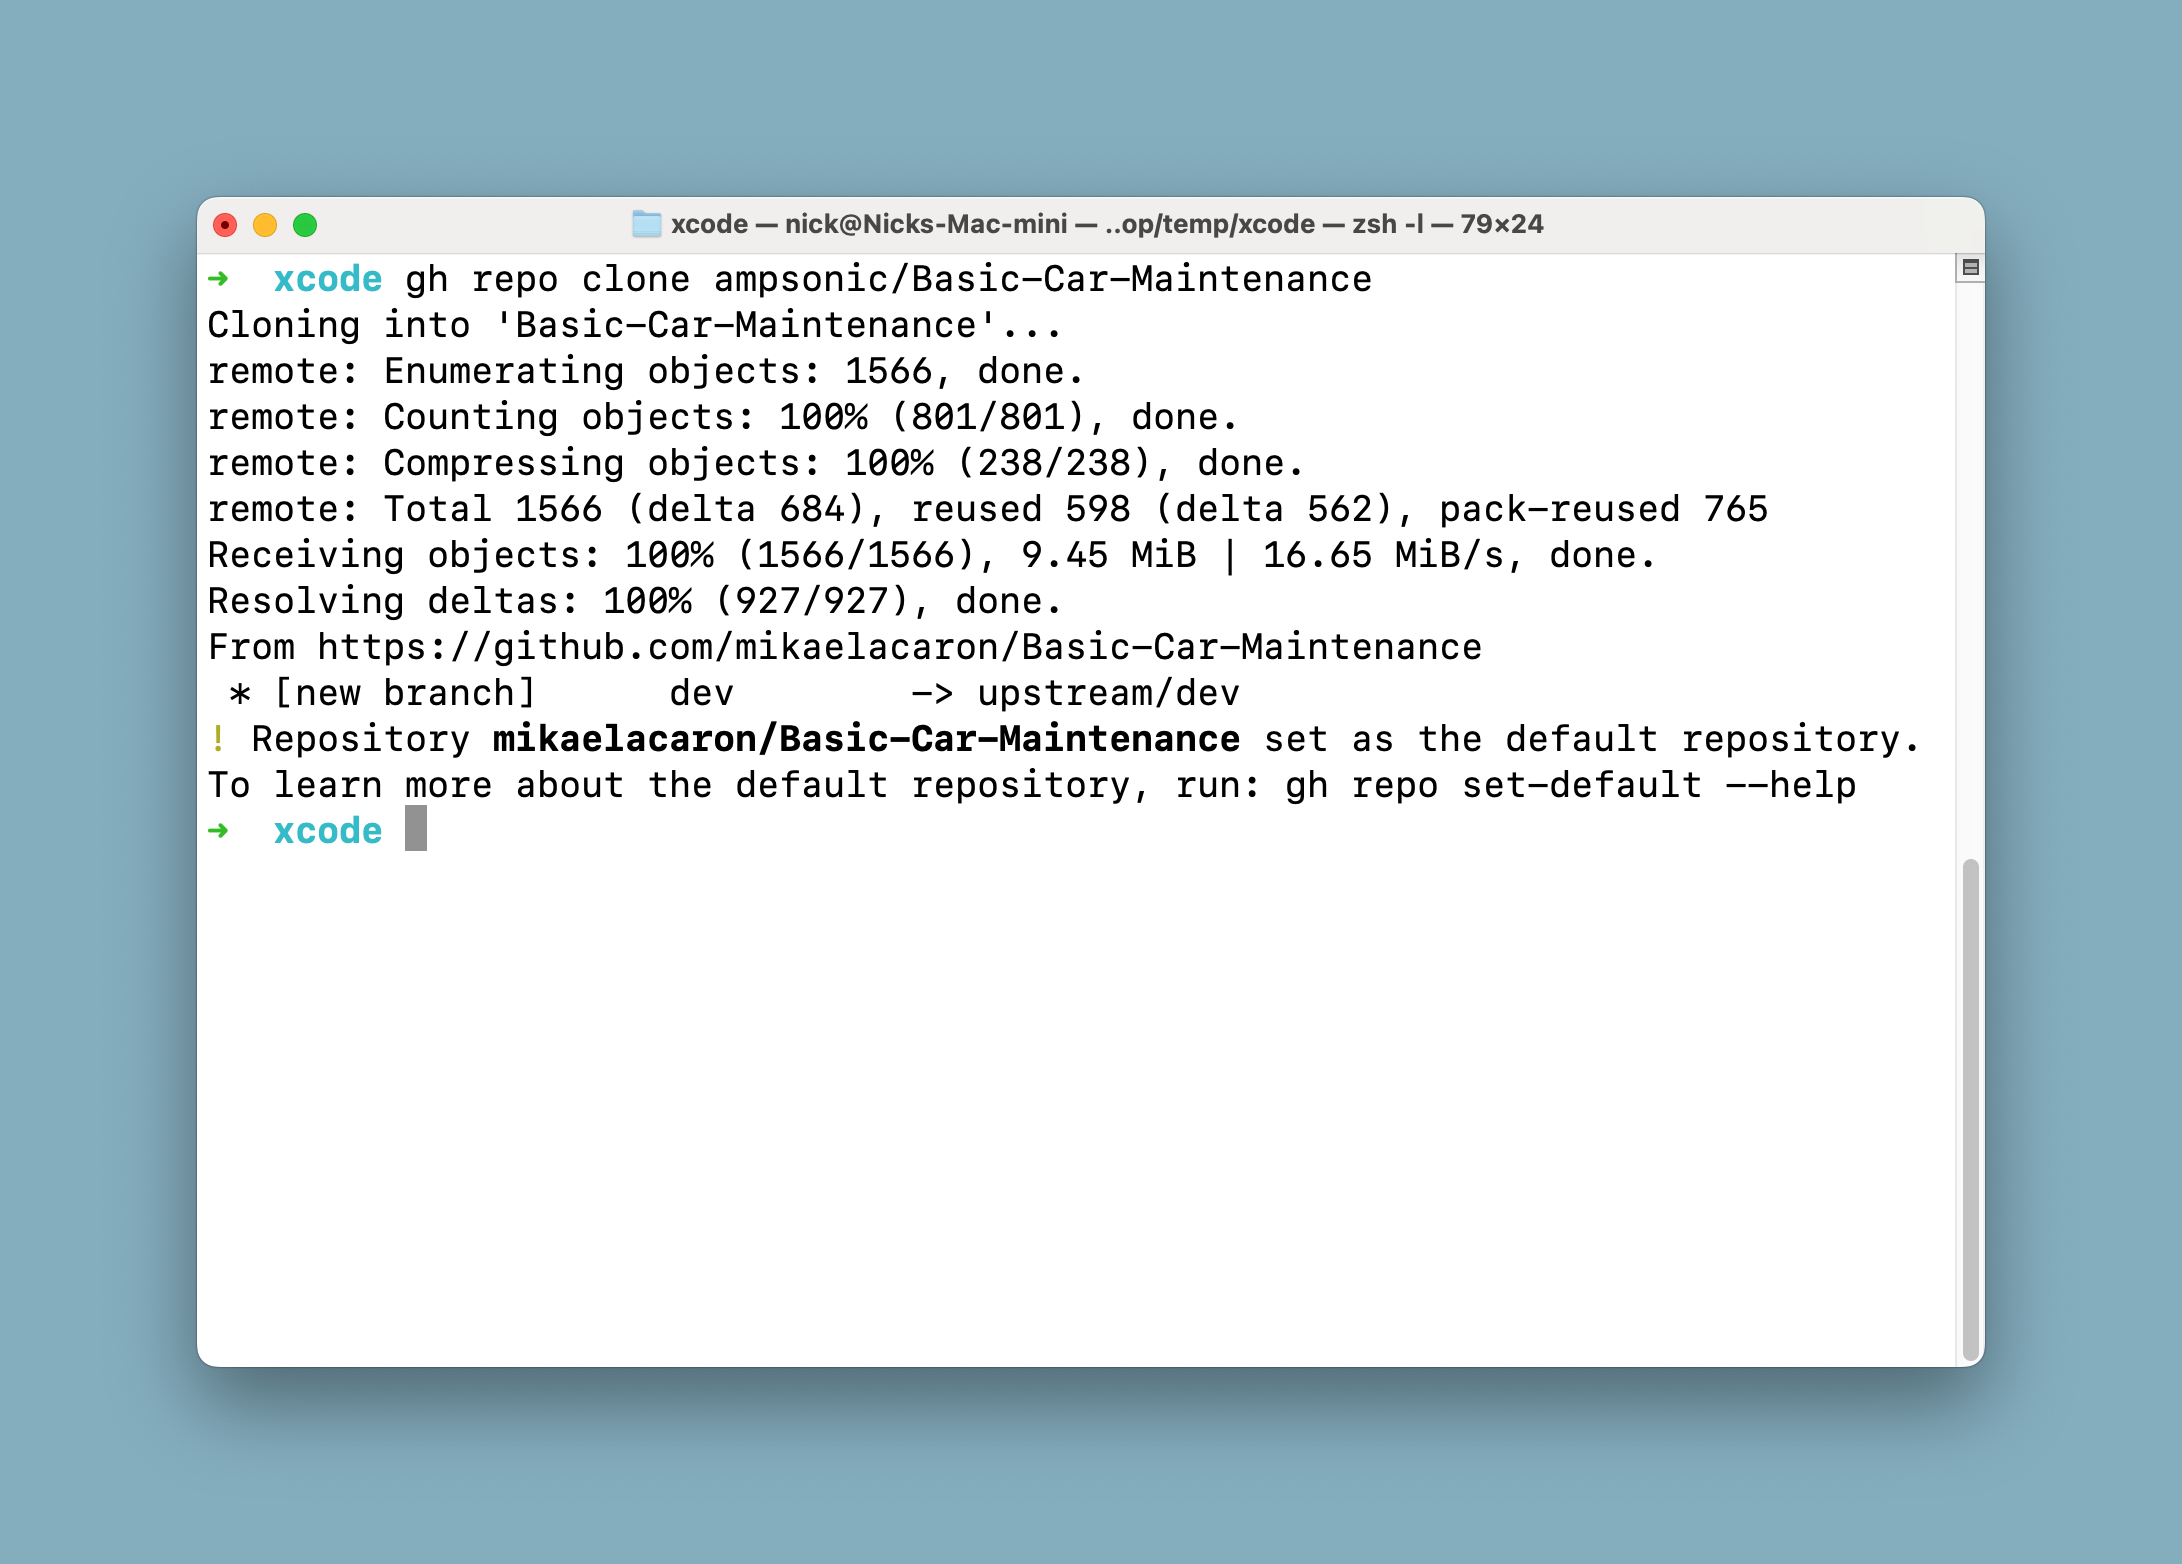 xcode — nick@Nicks-Mac-mini — ..op/temp/xcode — zsh -l — 79×24
➜  xcode gh repo clone ampsonic/Basic-Car-Maintenance
Cloning into 'Basic-Car-Maintenance'...
remote: Enumerating objects: 1566, done.
remote: Counting objects: 100% (801/801), done.
remote: Compressing objects: 100% (238/238), done.
remote: Total 1566 (delta 684), reused 598 (delta 562), pack-reused 765
Receiving objects: 100% (1566/1566), 9.45 MiB | 16.65 MiB/s, done.
Resolving deltas: 100% (927/927), done.
From https://github.com/mikaelacaron/Basic-Car-Maintenance
 * [new branch]      dev        -> upstream/dev
! Repository mikaelacaron/Basic-Car-Maintenance set as the default repository.
To learn more about the default repository, run: gh repo set-default --help
➜  xcode